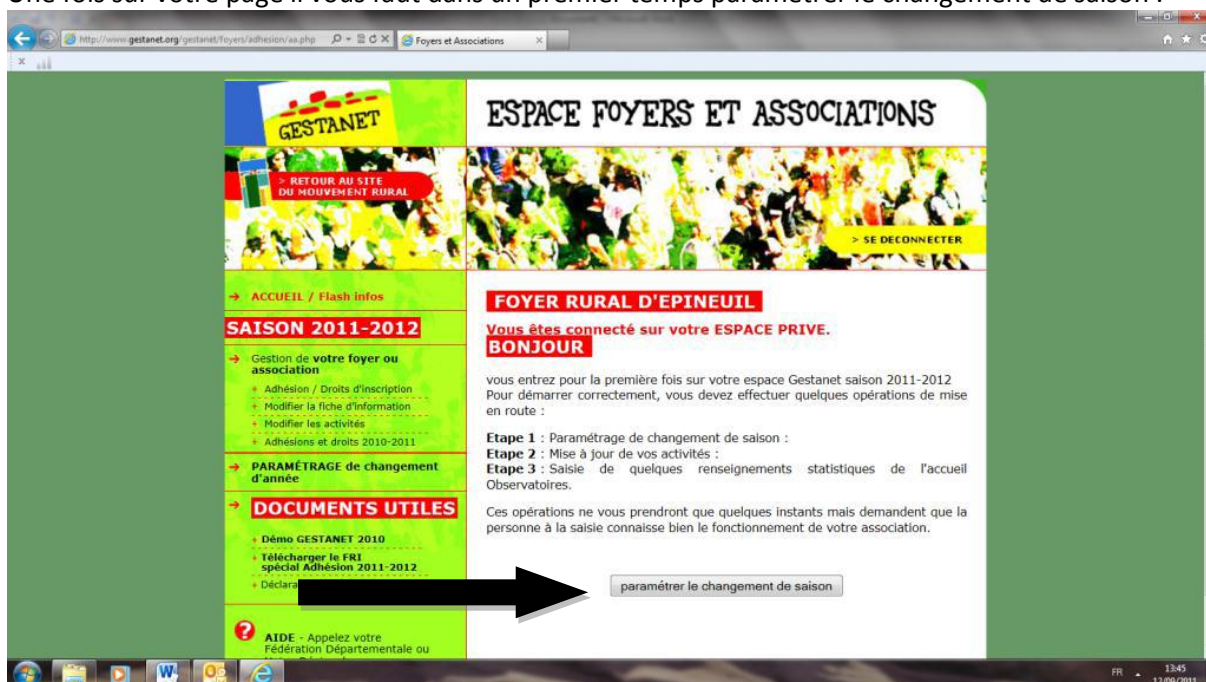 Une fois sur votre page il vous faut dans un premier temps paramétrer le changement de saison :
http://www.gestanet.org/gestanet/foyers/adhesion/aa.php
Foyers et Associations
GESTANET
ESPACE FOYERS ET ASSOCIATIONS
> RETOUR AU SITE
DU MOUVEMENT RURAL
> SE DECONNECTER
ACCUEIL / Flash infos
SAISON 2011-2012
Gestion de votre foyer ou
association
+ Adhésion / Droits d'inscription
+ Modifier la fiche d'information
+ Modifier les activités
+ Adhésions et droits 2010-2011
PARAMÉTRAGE de changement
d'année
DOCUMENTS UTILES
+ Démo GESTANET 2010
+ Télécharger le FRI
spécial Adhésion 2011-2012
+ Déclara
? AIDE - Appelez votre
Fédération Départementale ou
FOYER RURAL D'EPINEUIL
Vous êtes connecté sur votre ESPACE PRIVE.
BONJOUR
vous entrez pour la première fois sur votre espace Gestanet saison 2011-2012
Pour démarrer correctement, vous devez effectuer quelques opérations de mise
en route :
Etape 1 : Paramétrage de changement de saison :
Etape 2 : Mise à jour de vos activités :
Etape 3 : Saisie de quelques renseignements statistiques de l'accueil
Observatoires.
Ces opérations ne vous prendront que quelques instants mais demandent que la
personne à la saisie connaisse bien le fonctionnement de votre association.
paramétrer le changement de saison
FR
13:45
12/09/2011